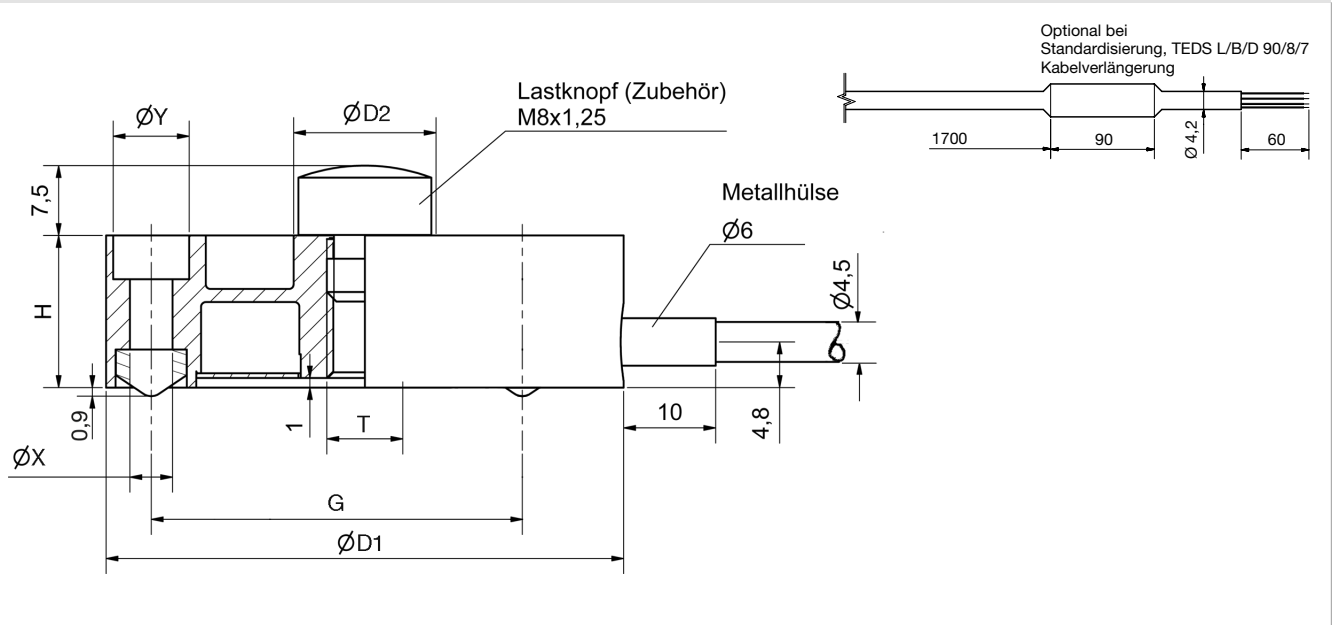 Optional bei
Standardisierung, TEDS L/B/D 90/8/7
Kabelverlängerung
1700
90
Ø 4,2
60
Lastknopf (Zubehör)
M8x1,25
ØY
ØD2
7,5
Metallhülse
Ø6
Ø4,5
H
0,9
1
T
10
4,8
ØX
G
ØD1